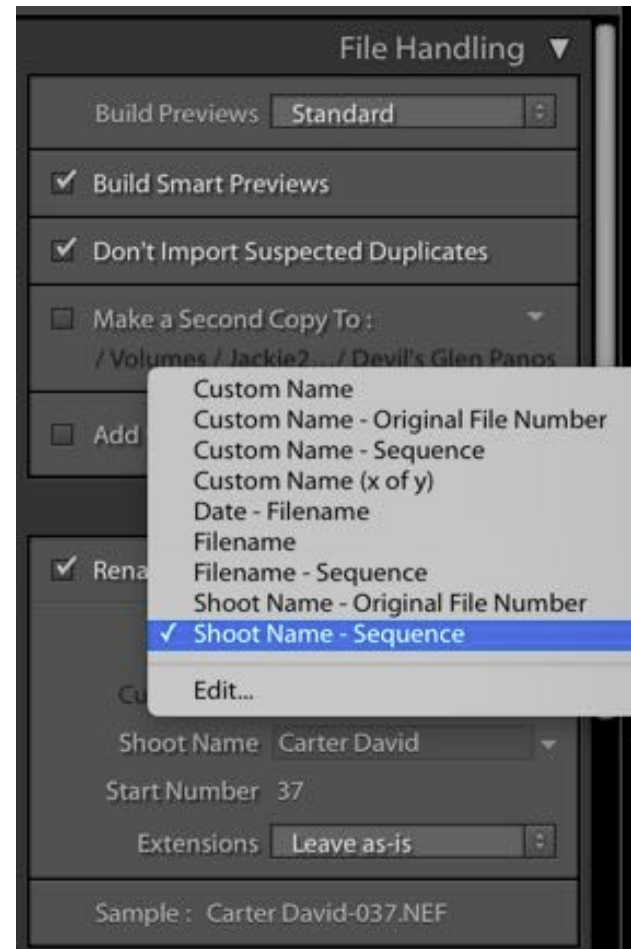 File Handling
Build Previews Standard
Build Smart Previews
Don't Import Suspected Duplicates
Make a Second Copy To :
/ Volumes / Jackie2... / Devil's Glen Panos
Add
Custom Name
Custom Name - Original File Number
Custom Name - Sequence
Custom Name (x of y)
Date - Filename
Filename
Filename - Sequence
Shoot Name - Original File Number
Shoot Name - Sequence
Edit...
Rena
Cu
Shoot Name Carter David
Start Number 37
Extensions Leave as-is
Sample : Carter David-037.NEF